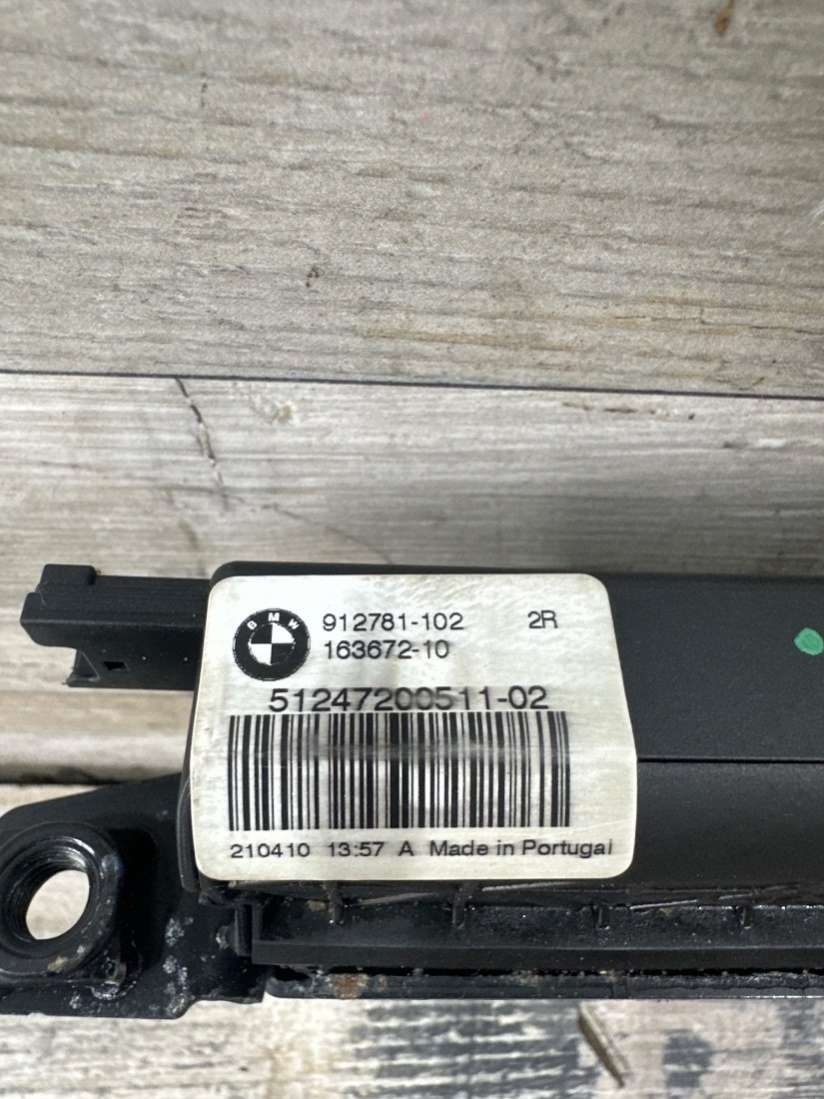 BMW
912781-102 2R
163672-10
51247200511-02
210410 13:57 A Made in Portugal